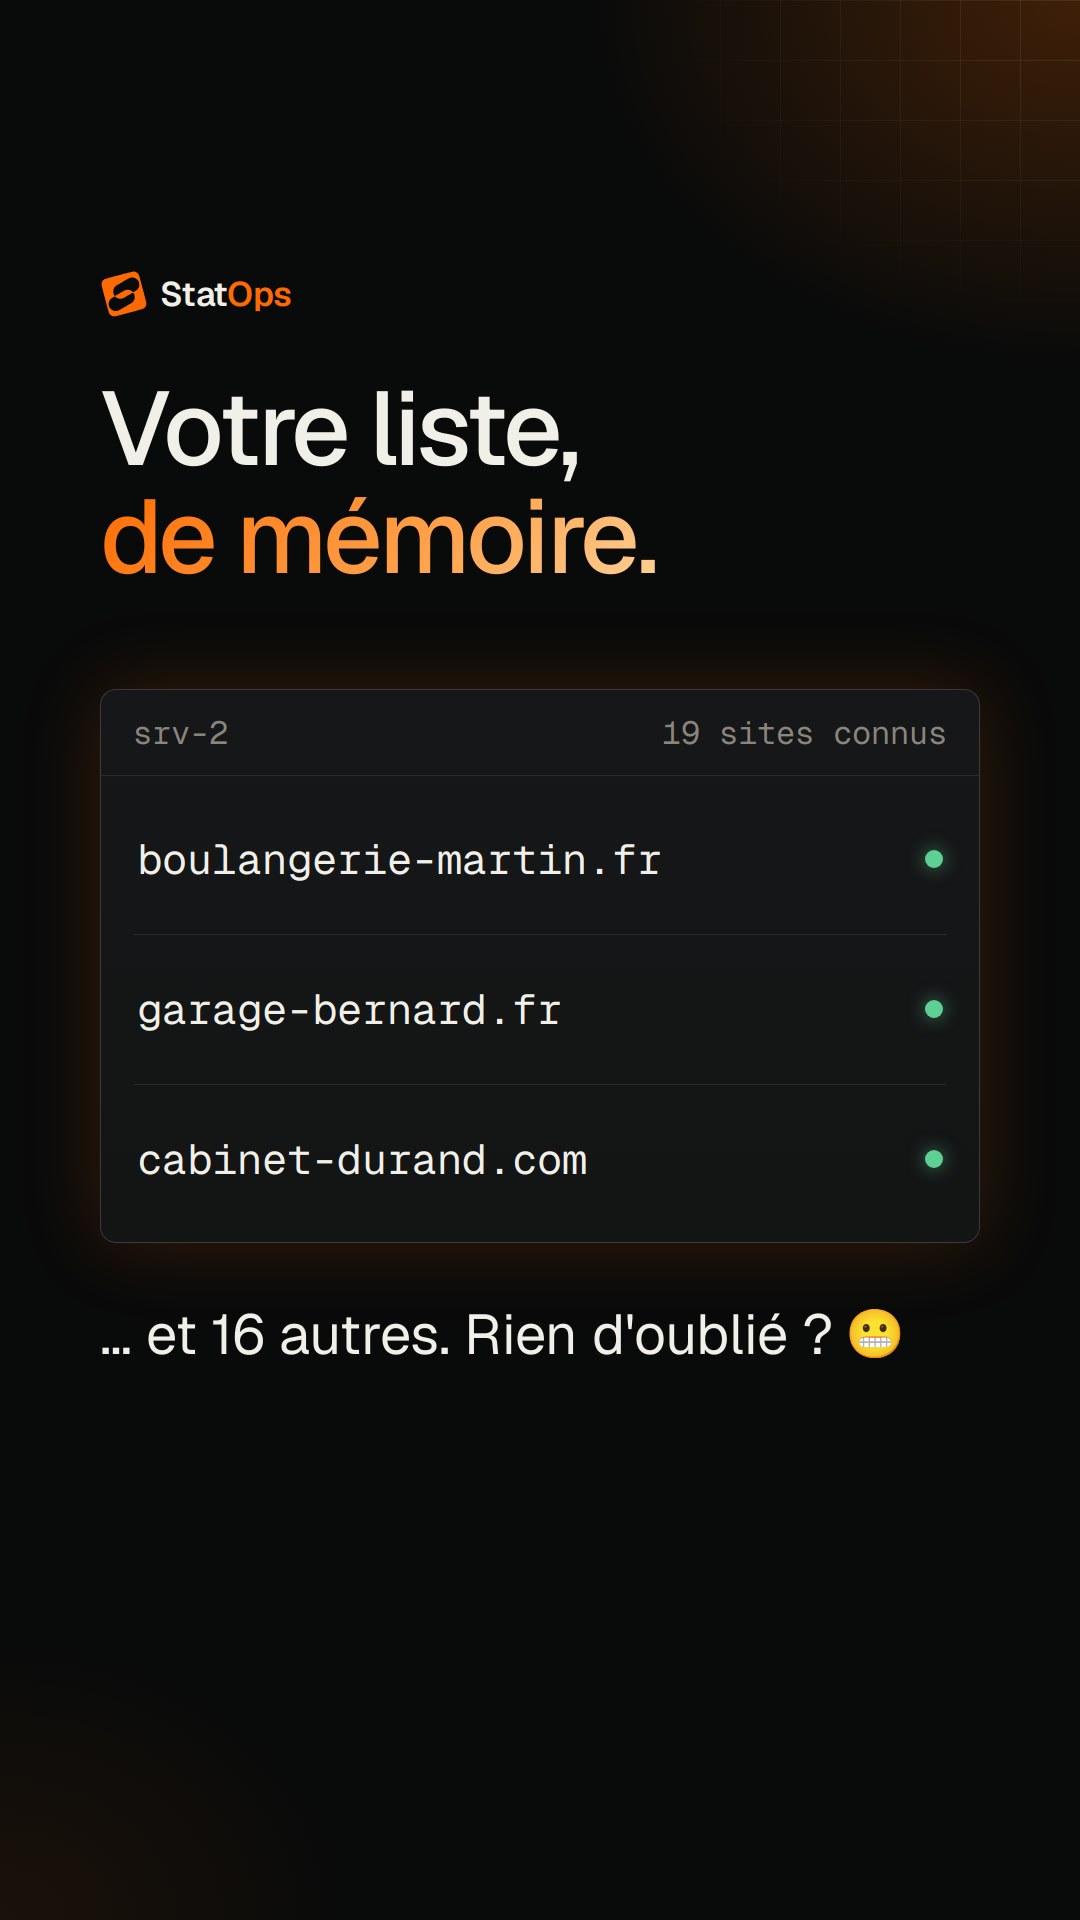 StatOps
Votre liste,
de mémoire.
srv-2 19 sites connus
boulangerie-martin.fr
garage-bernard.fr
cabinet-durand.com
… et 16 autres. Rien d'oublié ? 😬